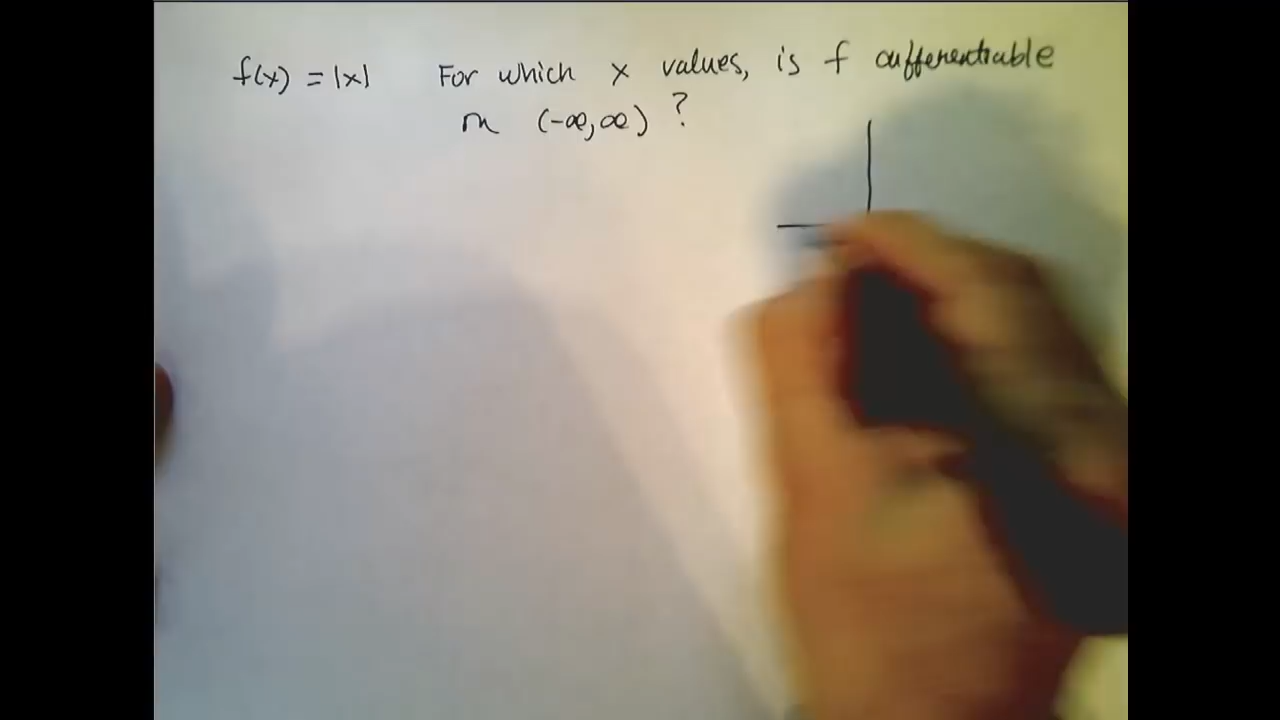 f(x) = |x| For which x values, is f differentiable
on (-∞,∞) ?